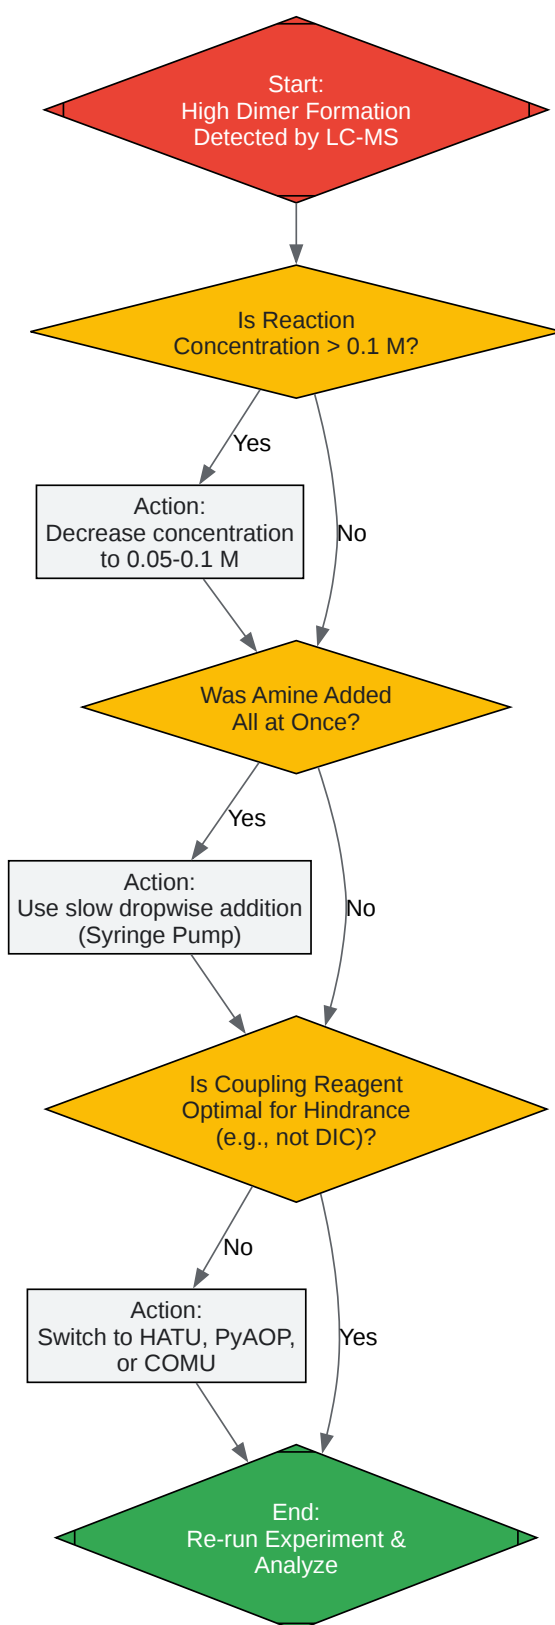 Start:
High Dimer Formation
Detected by LC-MS
Is Reaction
Concentration > 0.1 M?
Yes
Action:
Decrease concentration
to 0.05-0.1 M
No
Was Amine Added
All at Once?
Yes
Action:
Use slow dropwise addition
(Syringe Pump)
No
Is Coupling Reagent
Optimal for Hindrance
(e.g., not DIC)?
No
Action:
Switch to HATU, PyAOP,
or COMU
Yes
End:
Re-run Experiment &
Analyze